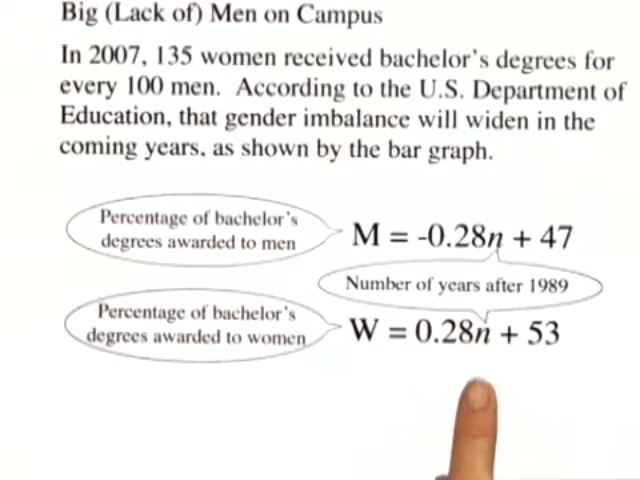 Big (Lack of) Men on Campus
In 2007, 135 women received bachelor's degrees for
every 100 men. According to the U.S. Department of
Education, that gender imbalance will widen in the
coming years, as shown by the bar graph.
Percentage of bachelor's
degrees awarded to men
M = -0.28n + 47
Number of years after 1989
Percentage of bachelor's
degrees awarded to women
W = 0.28n + 53